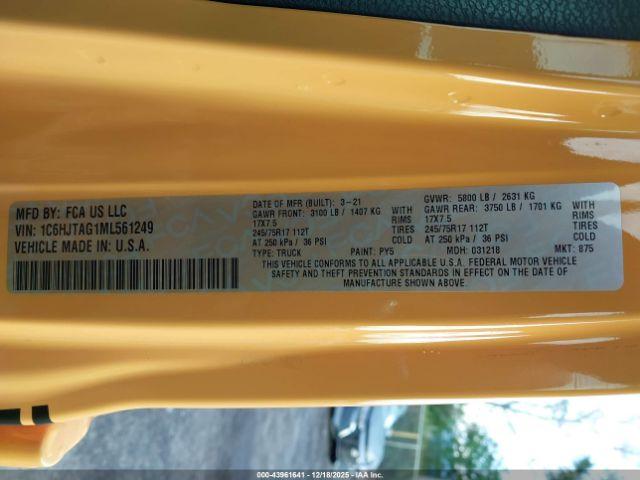 MFD BY: FCA US LLC
VIN: 1C6HJTAG1ML561249
VEHICLE MADE IN: U.S.A.
DATE OF MFR (BUILT): 3-21 GVWR: 5800 LB / 2631 KG
GAWR FRONT: 3100 LB / 1407 KG WITH GAWR REAR: 3750 LB / 1701 KG WITH
17X7.5 RIMS 17X7.5 RIMS
245/75R17 112T TIRES 245/75R17 112T TIRES
AT 250 kPa / 36 PSI COLD AT 250 kPa / 36 PSI COLD
TYPE: TRUCK PAINT: PY5 MDH: 031218 MKT: 875
THIS VEHICLE CONFORMS TO ALL APPLICABLE U.S.A. FEDERAL MOTOR VEHICLE
SAFETY AND THEFT PREVENTION STANDARDS IN EFFECT ON THE DATE OF
MANUFACTURE SHOWN ABOVE.
000-43961641 - 12/18/2025 - IAAI.COM